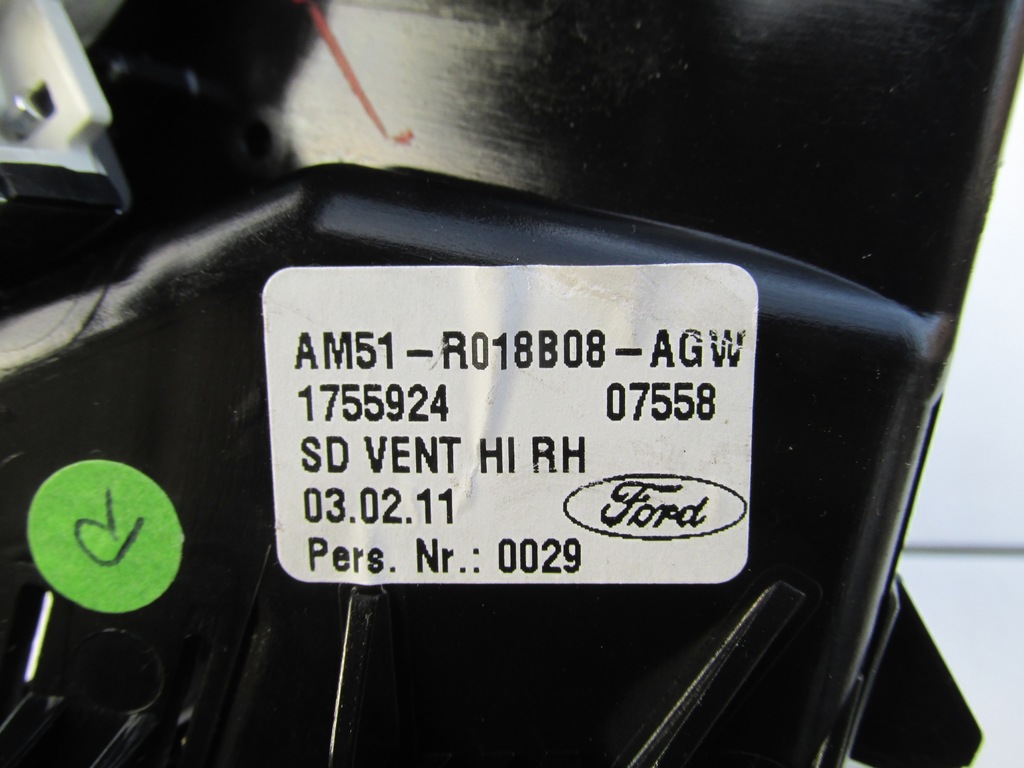 AM51-R018B08-AGW
1755924 07558
SD VENT HI RH
03.02.11 Ford
Pers. Nr.: 0029